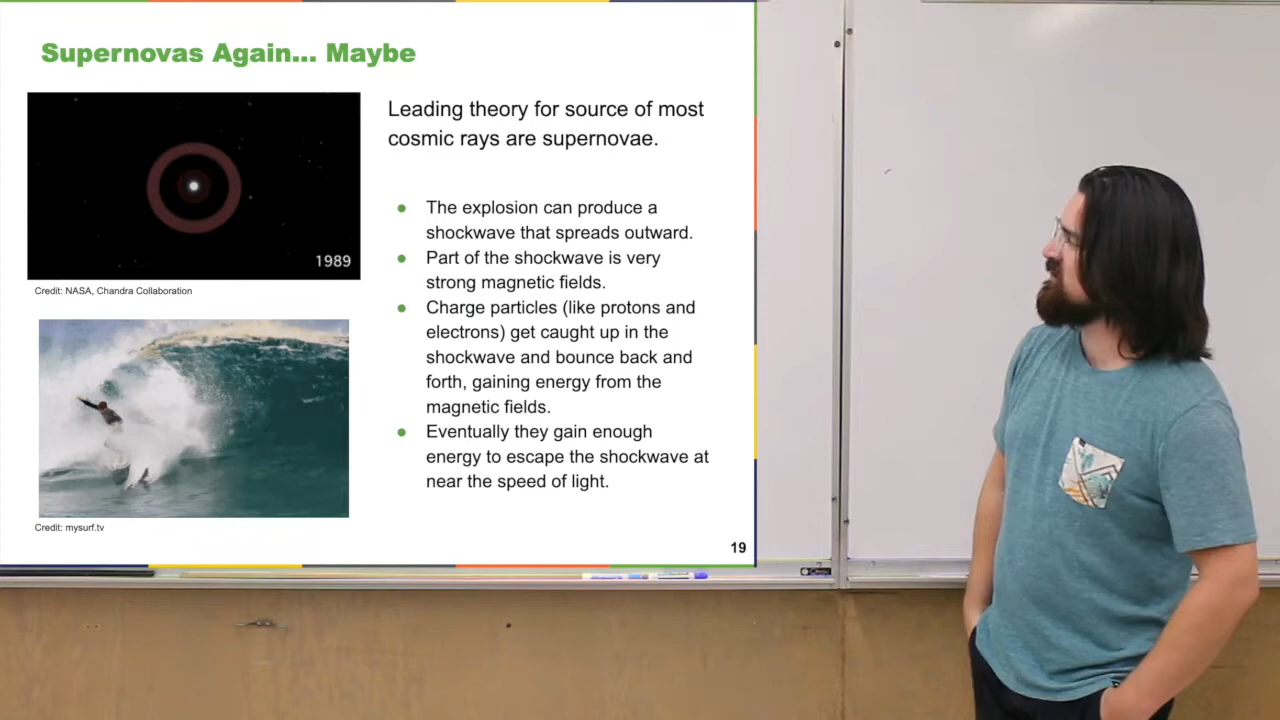 Supernovas Again... Maybe
1989
Credit: NASA, Chandra Collaboration
Credit: mysurf.tv
Leading theory for source of most
cosmic rays are supernovae.
● The explosion can produce a
shockwave that spreads outward.
● Part of the shockwave is very
strong magnetic fields.
● Charge particles (like protons and
electrons) get caught up in the
shockwave and bounce back and
forth, gaining energy from the
magnetic fields.
● Eventually they gain enough
energy to escape the shockwave at
near the speed of light.
19